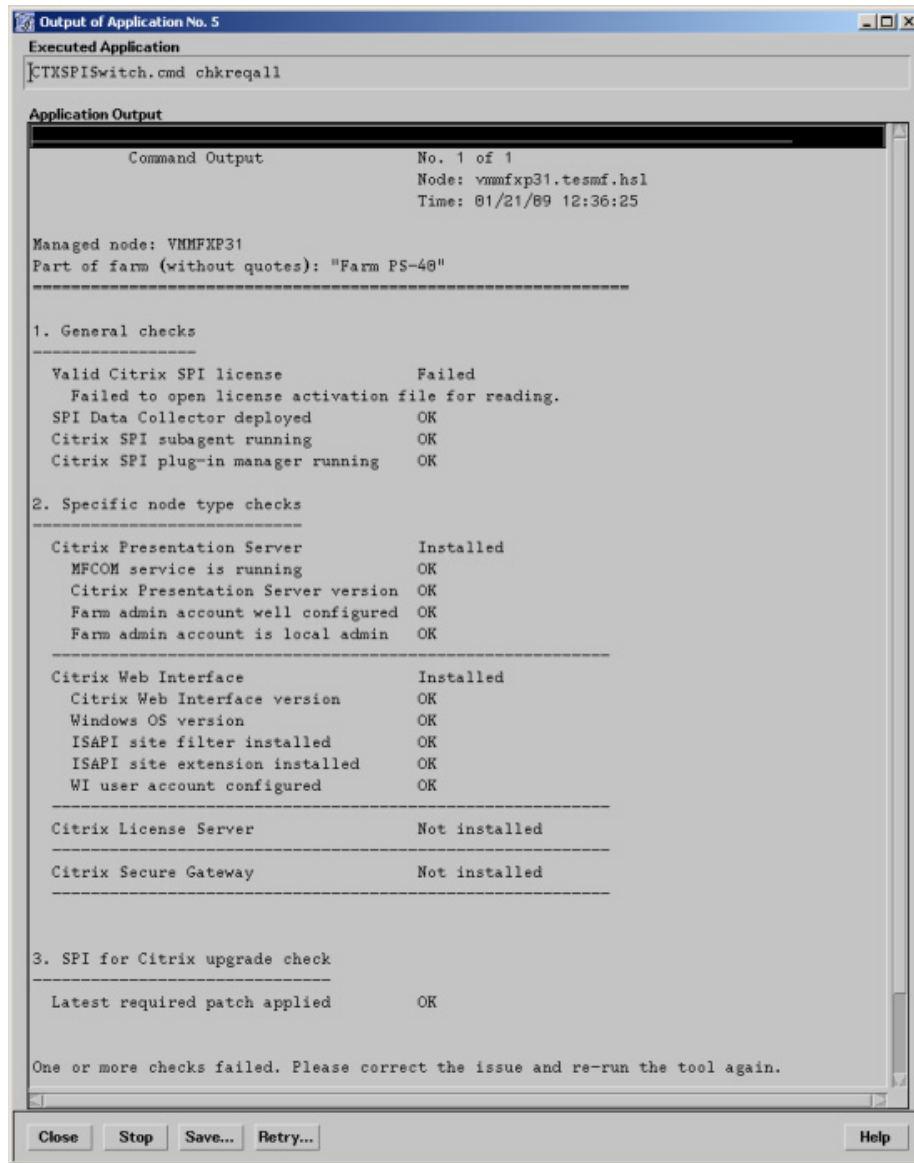 Output of Application No. 5
Executed Application
CTXSPISwitch.cmd chkreqall
Application Output
Command Output No. 1 of 1
Node: vmmfxp31.tesmf.hsl
Time: 01/21/09 12:36:25
Managed node: VMMFXP31
Part of farm (without quotes): "Farm PS-40"
1. General checks
Valid Citrix SPI license Failed
Failed to open license activation file for reading.
SPI Data Collector deployed OK
Citrix SPI subagent running OK
Citrix SPI plug-in manager running OK
2. Specific node type checks
Citrix Presentation Server Installed
MFCOM service is running OK
Citrix Presentation Server version OK
Farm admin account well configured OK
Farm admin account is local admin OK
Citrix Web Interface Installed
Citrix Web Interface version OK
Windows OS version OK
ISAPI site filter installed OK
ISAPI site extension installed OK
WI user account configured OK
Citrix License Server Not installed
Citrix Secure Gateway Not installed
3. SPI for Citrix upgrade check
Latest required patch applied OK
One or more checks failed. Please correct the issue and re-run the tool again.
Close Stop Save... Retry... Help